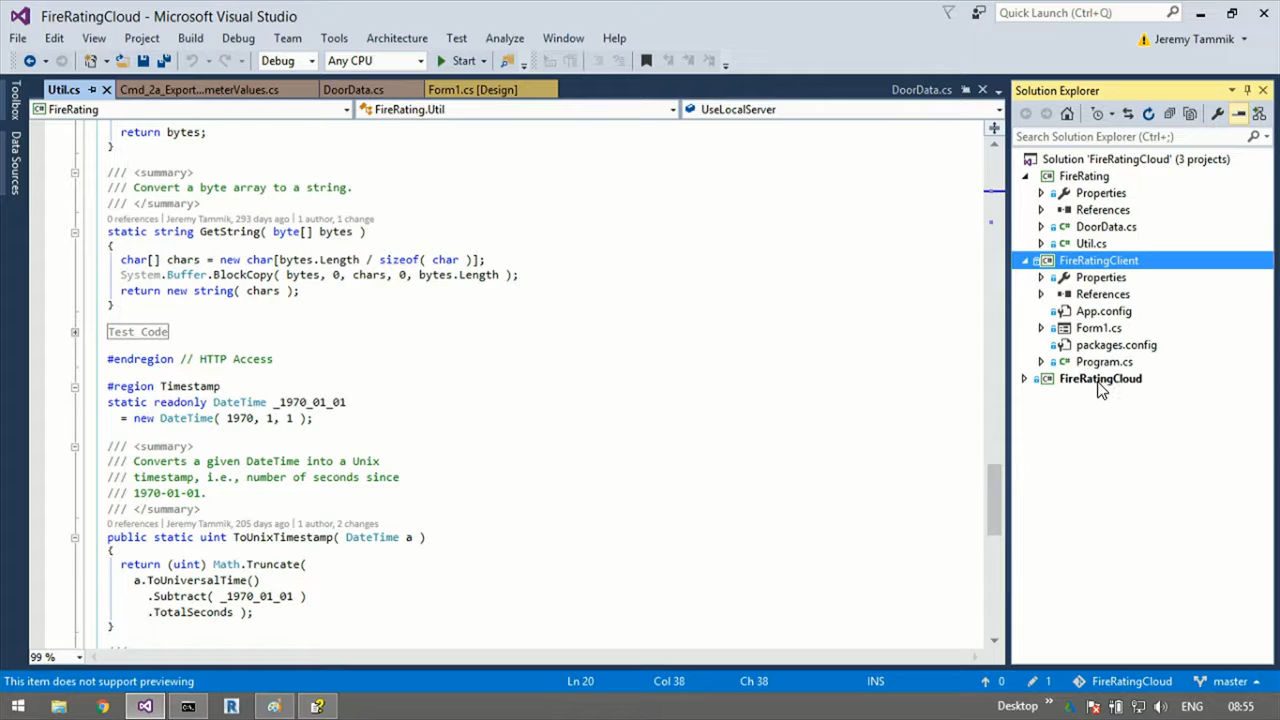 FireRatingCloud - Microsoft Visual Studio
Quick Launch (Ctrl+Q)
File Edit View Project Build Debug Team Tools Architecture Test Analyze Window Help
Jeremy Tammik
Debug Any CPU Start
Toolbox
Data Sources
Util.cs Cmd_2a_Export...meterValues.cs DoorData.cs Form1.cs [Design] DoorData.cs
FireRating FireRating.Util UseLocalServer
return bytes;
}
/// <summary>
/// Convert a byte array to a string.
/// </summary>
0 references | Jeremy Tammik, 293 days ago | 1 author, 1 change
static string GetString( byte[] bytes )
{
char[] chars = new char[bytes.Length / sizeof( char )];
System.Buffer.BlockCopy( bytes, 0, chars, 0, bytes.Length );
return new string( chars );
}
Test Code
#endregion // HTTP Access
#region Timestamp
static readonly DateTime _1970_01_01
= new DateTime( 1970, 1, 1 );
/// <summary>
/// Converts a given DateTime into a Unix
/// timestamp, i.e., number of seconds since
/// 1970-01-01.
/// </summary>
0 references | Jeremy Tammik, 205 days ago | 1 author, 2 changes
public static uint ToUnixTimestamp( DateTime a )
{
return (uint) Math.Truncate(
a.ToUniversalTime()
.Subtract( _1970_01_01 )
.TotalSeconds );
}
99 %
Solution Explorer
Search Solution Explorer (Ctrl+;)
Solution 'FireRatingCloud' (3 projects)
FireRating
Properties
References
DoorData.cs
Util.cs
FireRatingClient
Properties
References
App.config
Form1.cs
packages.config
Program.cs
FireRatingCloud
This item does not support previewing Ln 20 Col 38 Ch 38 INS 0 1 FireRatingCloud master
Desktop ENG 08:55